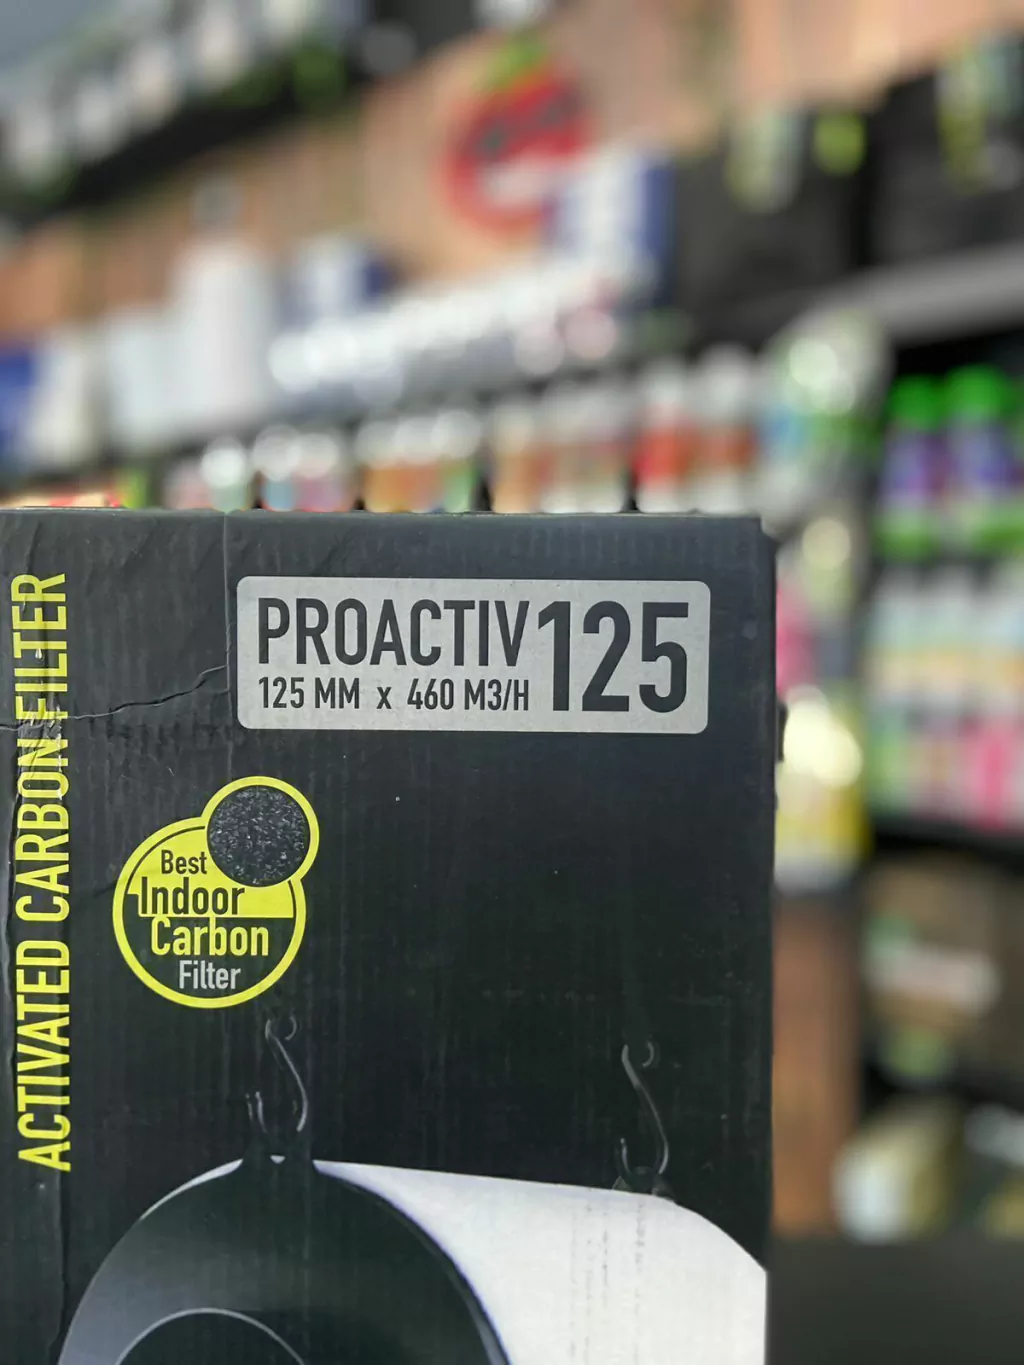 PROACTIV 125
125 MM x 460 M3/H
ACTIVATED CARBON FILTER
Best
Indoor
Carbon
Filter